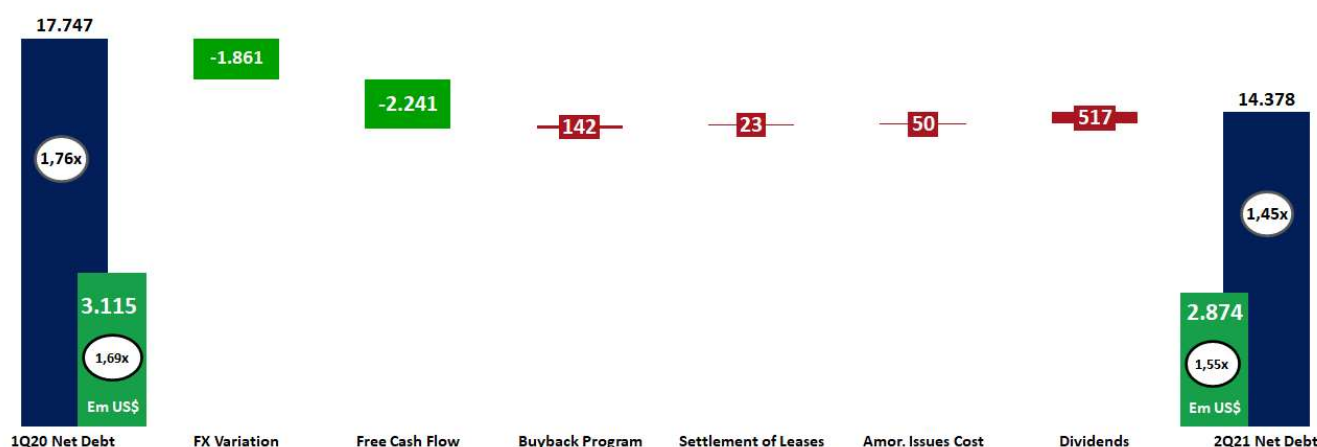 17.747
-1.861
-2.241
142
23
50
517
14.378
1,76x
1,45x
3.115
1,69x
Em US$
2.874
1,55x
Em US$
1Q20 Net Debt
FX Variation
Free Cash Flow
Buyback Program
Settlement of Leases
Amor. Issues Cost
Dividends
2Q21 Net Debt